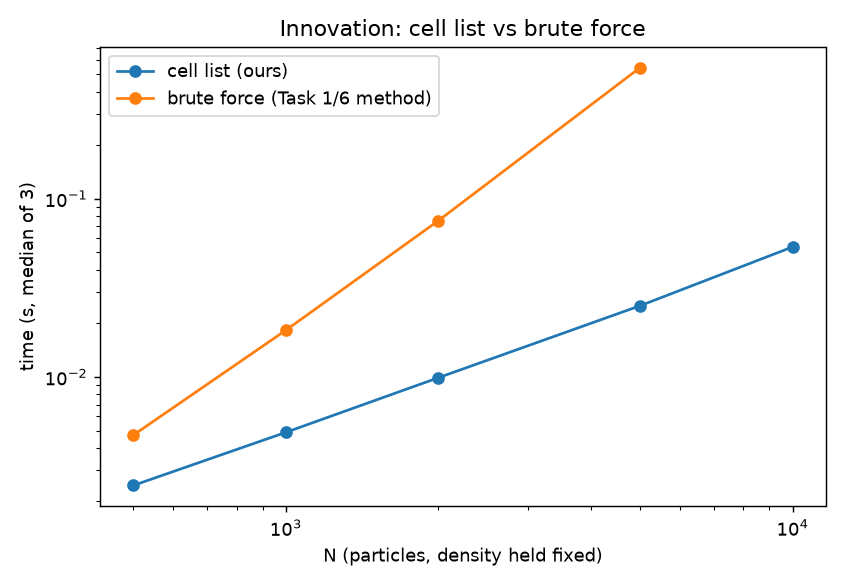 Innovation: cell list vs brute force
cell list (ours)
brute force (Task 1/6 method)
time (s, median of 3)
10⁻¹
10⁻²
10³
10⁴
N (particles, density held fixed)